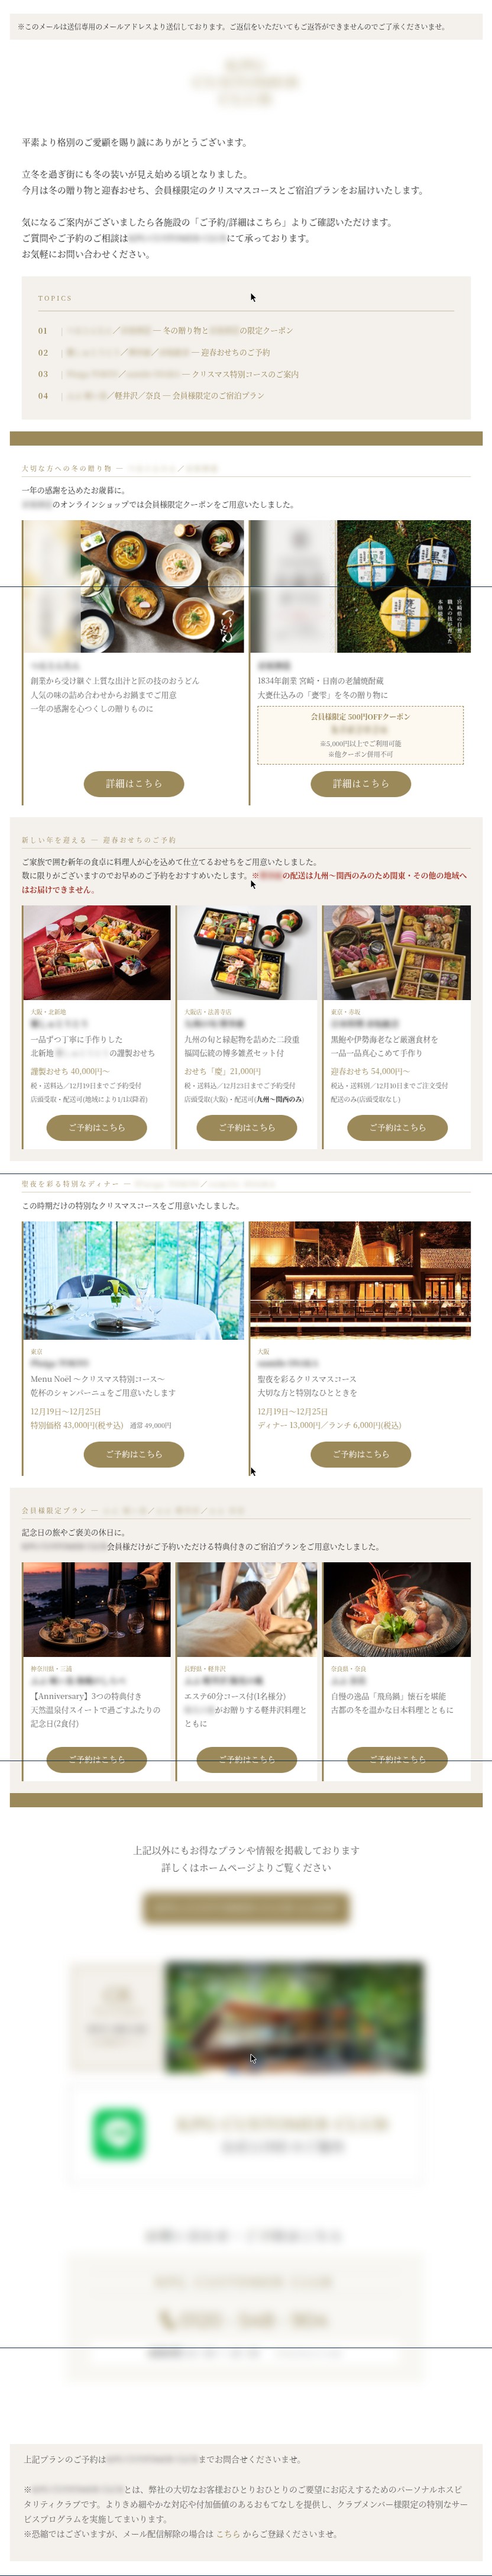 ※このメールは送信専用のメールアドレスより送信しております。ご返信をいただいてもご返答ができませんのでご了承くださいませ。
平素より格別のご愛顧を賜り誠にありがとうございます。
立冬を過ぎ街にも冬の装いが見え始める頃となりました。
今月は冬の贈り物と迎春おせち、会員様限定のクリスマスコースとご宿泊プランをお届けいたします。
気になるご案内がございましたら各施設の「ご予約/詳細はこちら」よりご確認いただけます。
ご質問やご予約のご相談は にて承っております。
お気軽にお問い合わせください。
TOPICS
01 | ／ ― 冬の贈り物と の限定クーポン
02 | ／ ／ ― 迎春おせちのご予約
03 | ／ ― クリスマス特別コースのご案内
04 | ／軽井沢／奈良 ― 会員様限定のご宿泊プラン
大切な方への冬の贈り物 ― ／
一年の感謝を込めたお歳暮に。
のオンラインショップでは会員様限定クーポンをご用意いたしました。
創業から受け継ぐ上質な出汁と匠の技のおうどん
人気の味の詰め合わせからお鍋までご用意
一年の感謝を心つくしの贈りものに
詳細はこちら
宮崎県の自然と
職人の技が育てた
本格焼酎
1834年創業 宮崎・日南の老舗焼酎蔵
大甕仕込みの「甕雫」を冬の贈り物に
会員様限定 500円OFFクーポン
※5,000円以上でご利用可能
※他クーポン併用不可
詳細はこちら
新しい年を迎える ― 迎春おせちのご予約
ご家族で囲む新年の食卓に料理人が心を込めて仕立てるおせちをご用意いたしました。
数に限りがございますのでお早めのご予約をおすすめいたします。※ の配送は九州～関西のみのため関東・その他の地域へ
はお届けできません。
大阪・北新地
一品ずつ丁寧に手作りした
北新地 の謹製おせち
謹製おせち 40,000円～
税・送料込／12月19日までご予約受付
店頭受取・配送可(地域により1/1以降着)
ご予約はこちら
大阪店・法善寺店
九州の旬と縁起物を詰めた二段重
福岡伝統の博多雑煮セット付
おせち「慶」21,000円
税・送料込／12月23日までご予約受付
店頭受取(大阪)・配送可(九州～関西のみ)
ご予約はこちら
東京・赤坂
黒鮑や伊勢海老など厳選食材を
一品一品真心こめて手作り
迎春おせち 54,000円～
税込・送料別／12月10日までご注文受付
配送のみ(店頭受取なし)
ご予約はこちら
聖夜を彩る特別なディナー ― ／
この時期だけの特別なクリスマスコースをご用意いたしました。
東京
Menu Noël ～クリスマス特別コース～
乾杯のシャンパーニュをご用意いたします
12月19日～12月25日
特別価格 43,000円(税サ込) 通常 49,000円
ご予約はこちら
大阪
聖夜を彩るクリスマスコース
大切な方と特別なひとときを
12月19日～12月25日
ディナー 13,000円／ランチ 6,000円(税込)
ご予約はこちら
会員様限定プラン ― ／ ／
記念日の旅やご褒美の休日に。
会員様だけがご予約いただける特典付きのご宿泊プランをご用意いたしました。
神奈川県・三浦
【Anniversary】3つの特典付き
天然温泉付スイートで過ごすふたりの
記念日(2食付)
ご予約はこちら
長野県・軽井沢
エステ60分コース付(1名様分)
がお贈りする軽井沢料理と
ともに
ご予約はこちら
奈良県・奈良
自慢の逸品「飛鳥鍋」懐石を堪能
古都の冬を温かな日本料理とともに
ご予約はこちら
上記以外にもお得なプランや情報を掲載しております
詳しくはホームページよりご覧ください
上記プランのご予約は までお問合せくださいませ。
※ とは、弊社の大切なお客様おひとりおひとりのご要望にお応えするためのパーソナルホスピ
タリティクラブです。よりきめ細やかな対応や付加価値のあるおもてなしを提供し、クラブメンバー様限定の特別なサー
ビスプログラムを実施してまいります。
※恐縮ではございますが、メール配信解除の場合は こちら からご登録くださいませ。